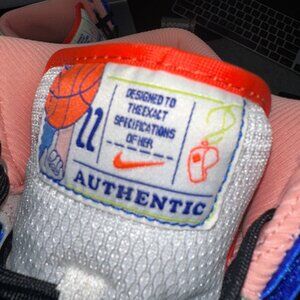 DESIGNED TO
THE EXACT
SPECIFICATIONS
OF HER
22
AUTHENTIC